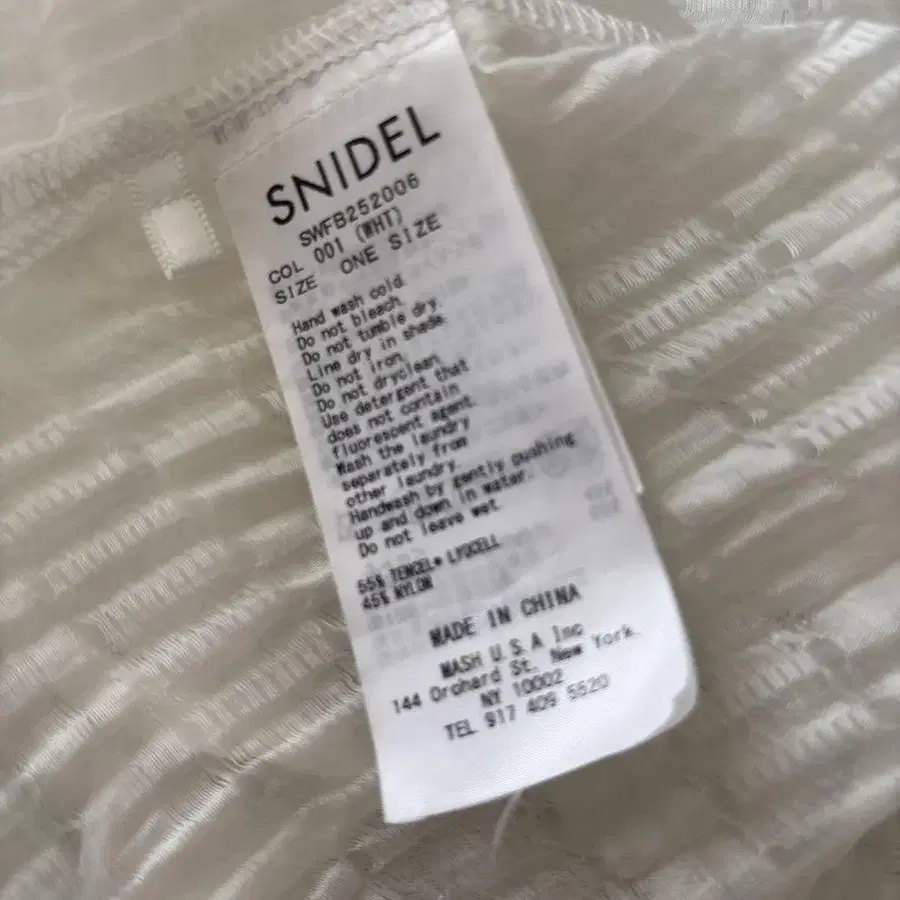 SNIDEL
SWFB252006
COL 001 (WHT)
SIZE ONE SIZE
Hand wash cold.
Do not bleach.
Do not tumble dry.
Line dry in shade.
Do not iron.
Do not dryclean.
Use detergent that
does not contain
fluorescent agent.
Wash the laundry
separately from
other laundry.
Handwash by gently pushing
up and down in water.
Do not leave wet.
55% TENCEL® LYOCELL
45% NYLON
MADE IN CHINA
MASH U.S.A Inc
144 Orchard St. New York.
NY 10002
TEL 917 409 5520